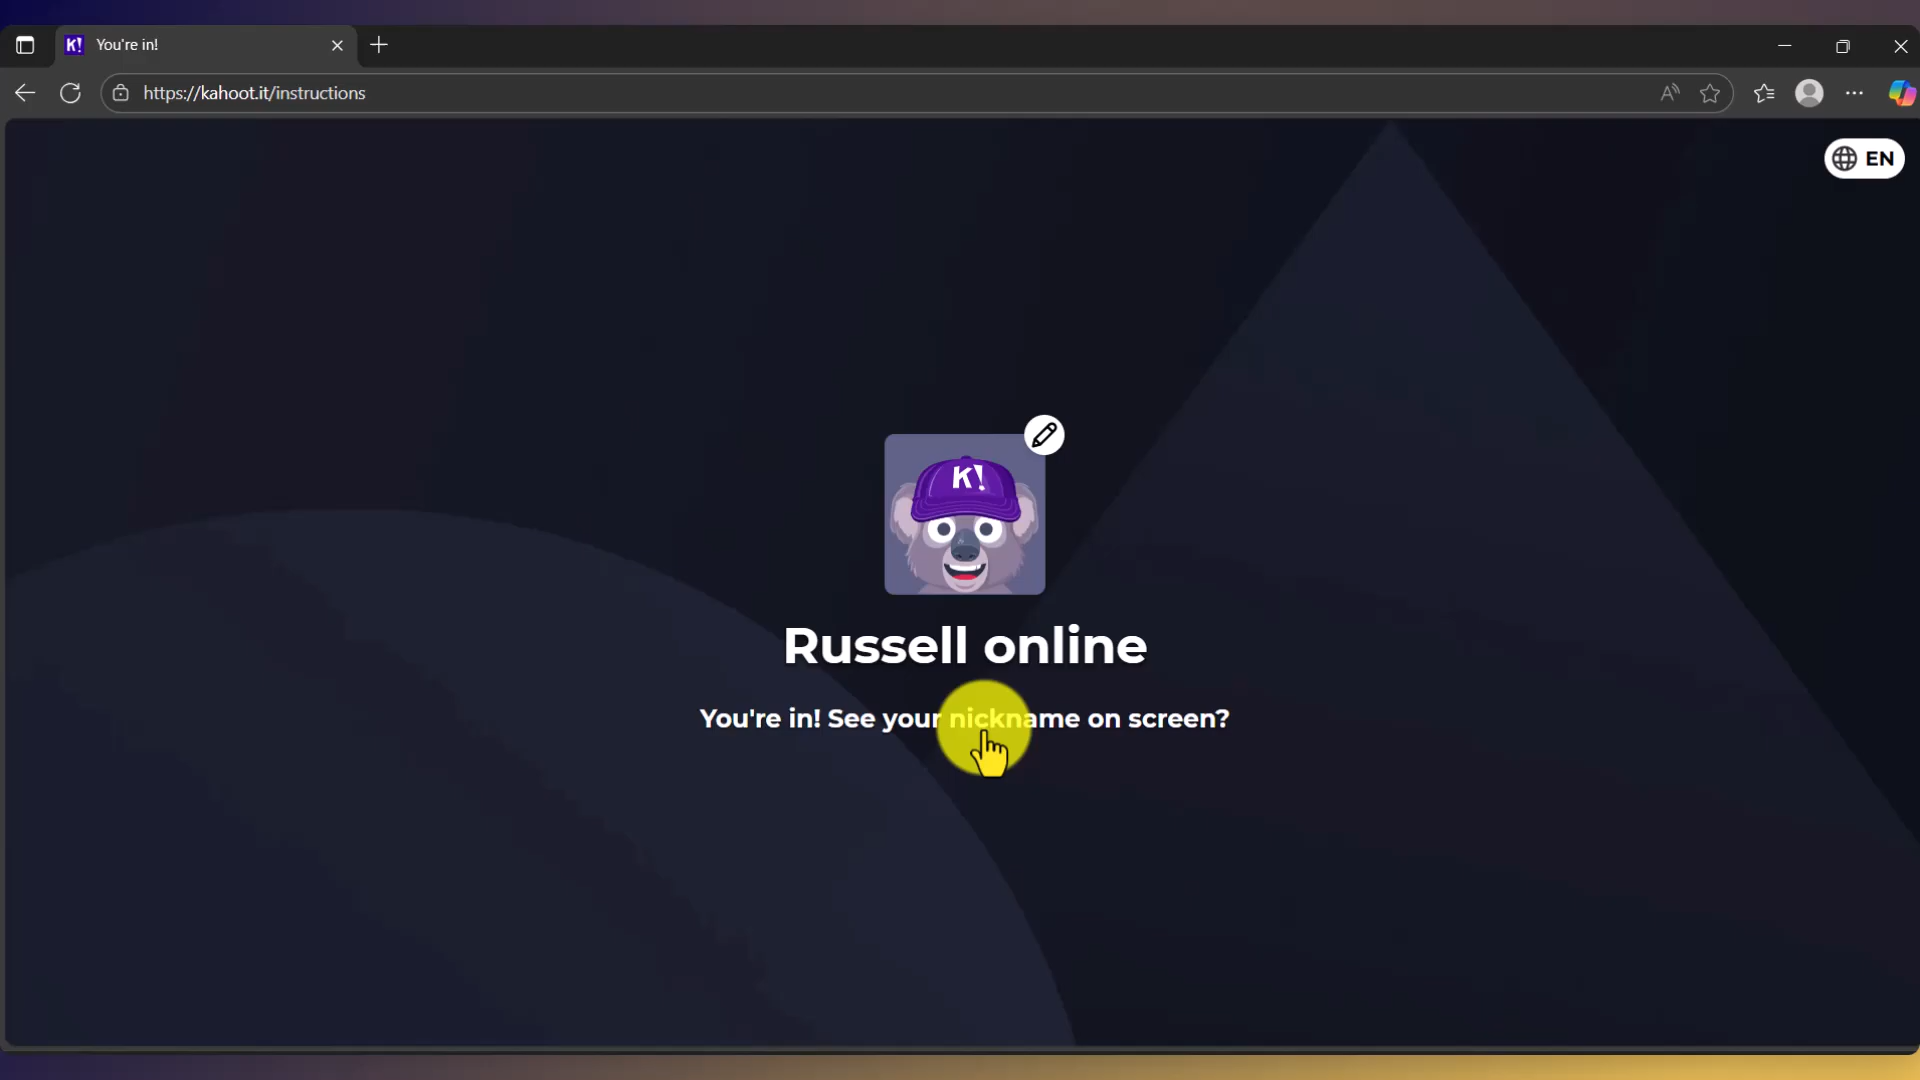 K! You're in!
https://kahoot.it/instructions
EN
K!
Russell online
You're in! See your nickname on screen?